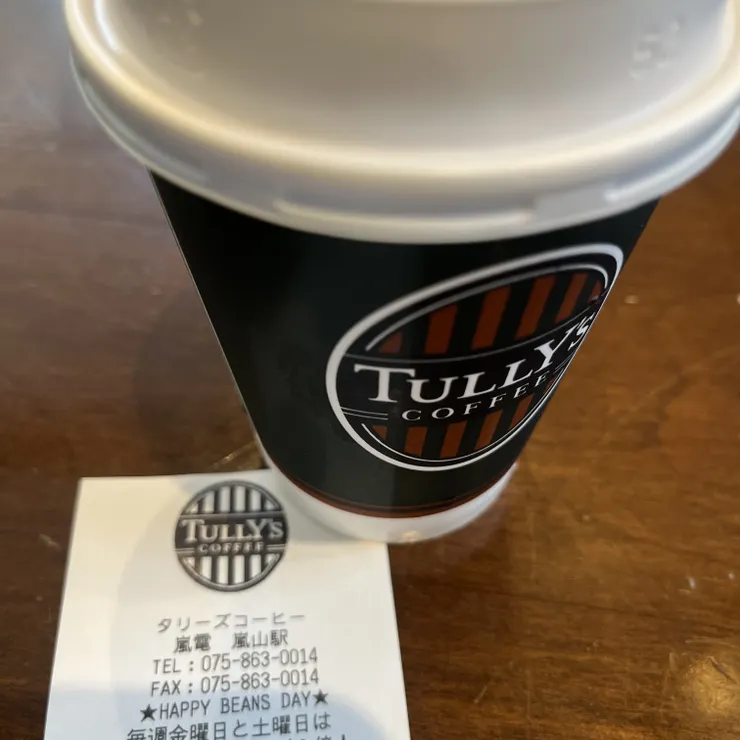 TULLY'S
COFFEE
TULLY'S
COFFEE
タリーズコーヒー
嵐電 嵐山駅
TEL:075-863-0014
FAX:075-863-0014
★HAPPY BEANS DAY★
毎週金曜日と土曜日は